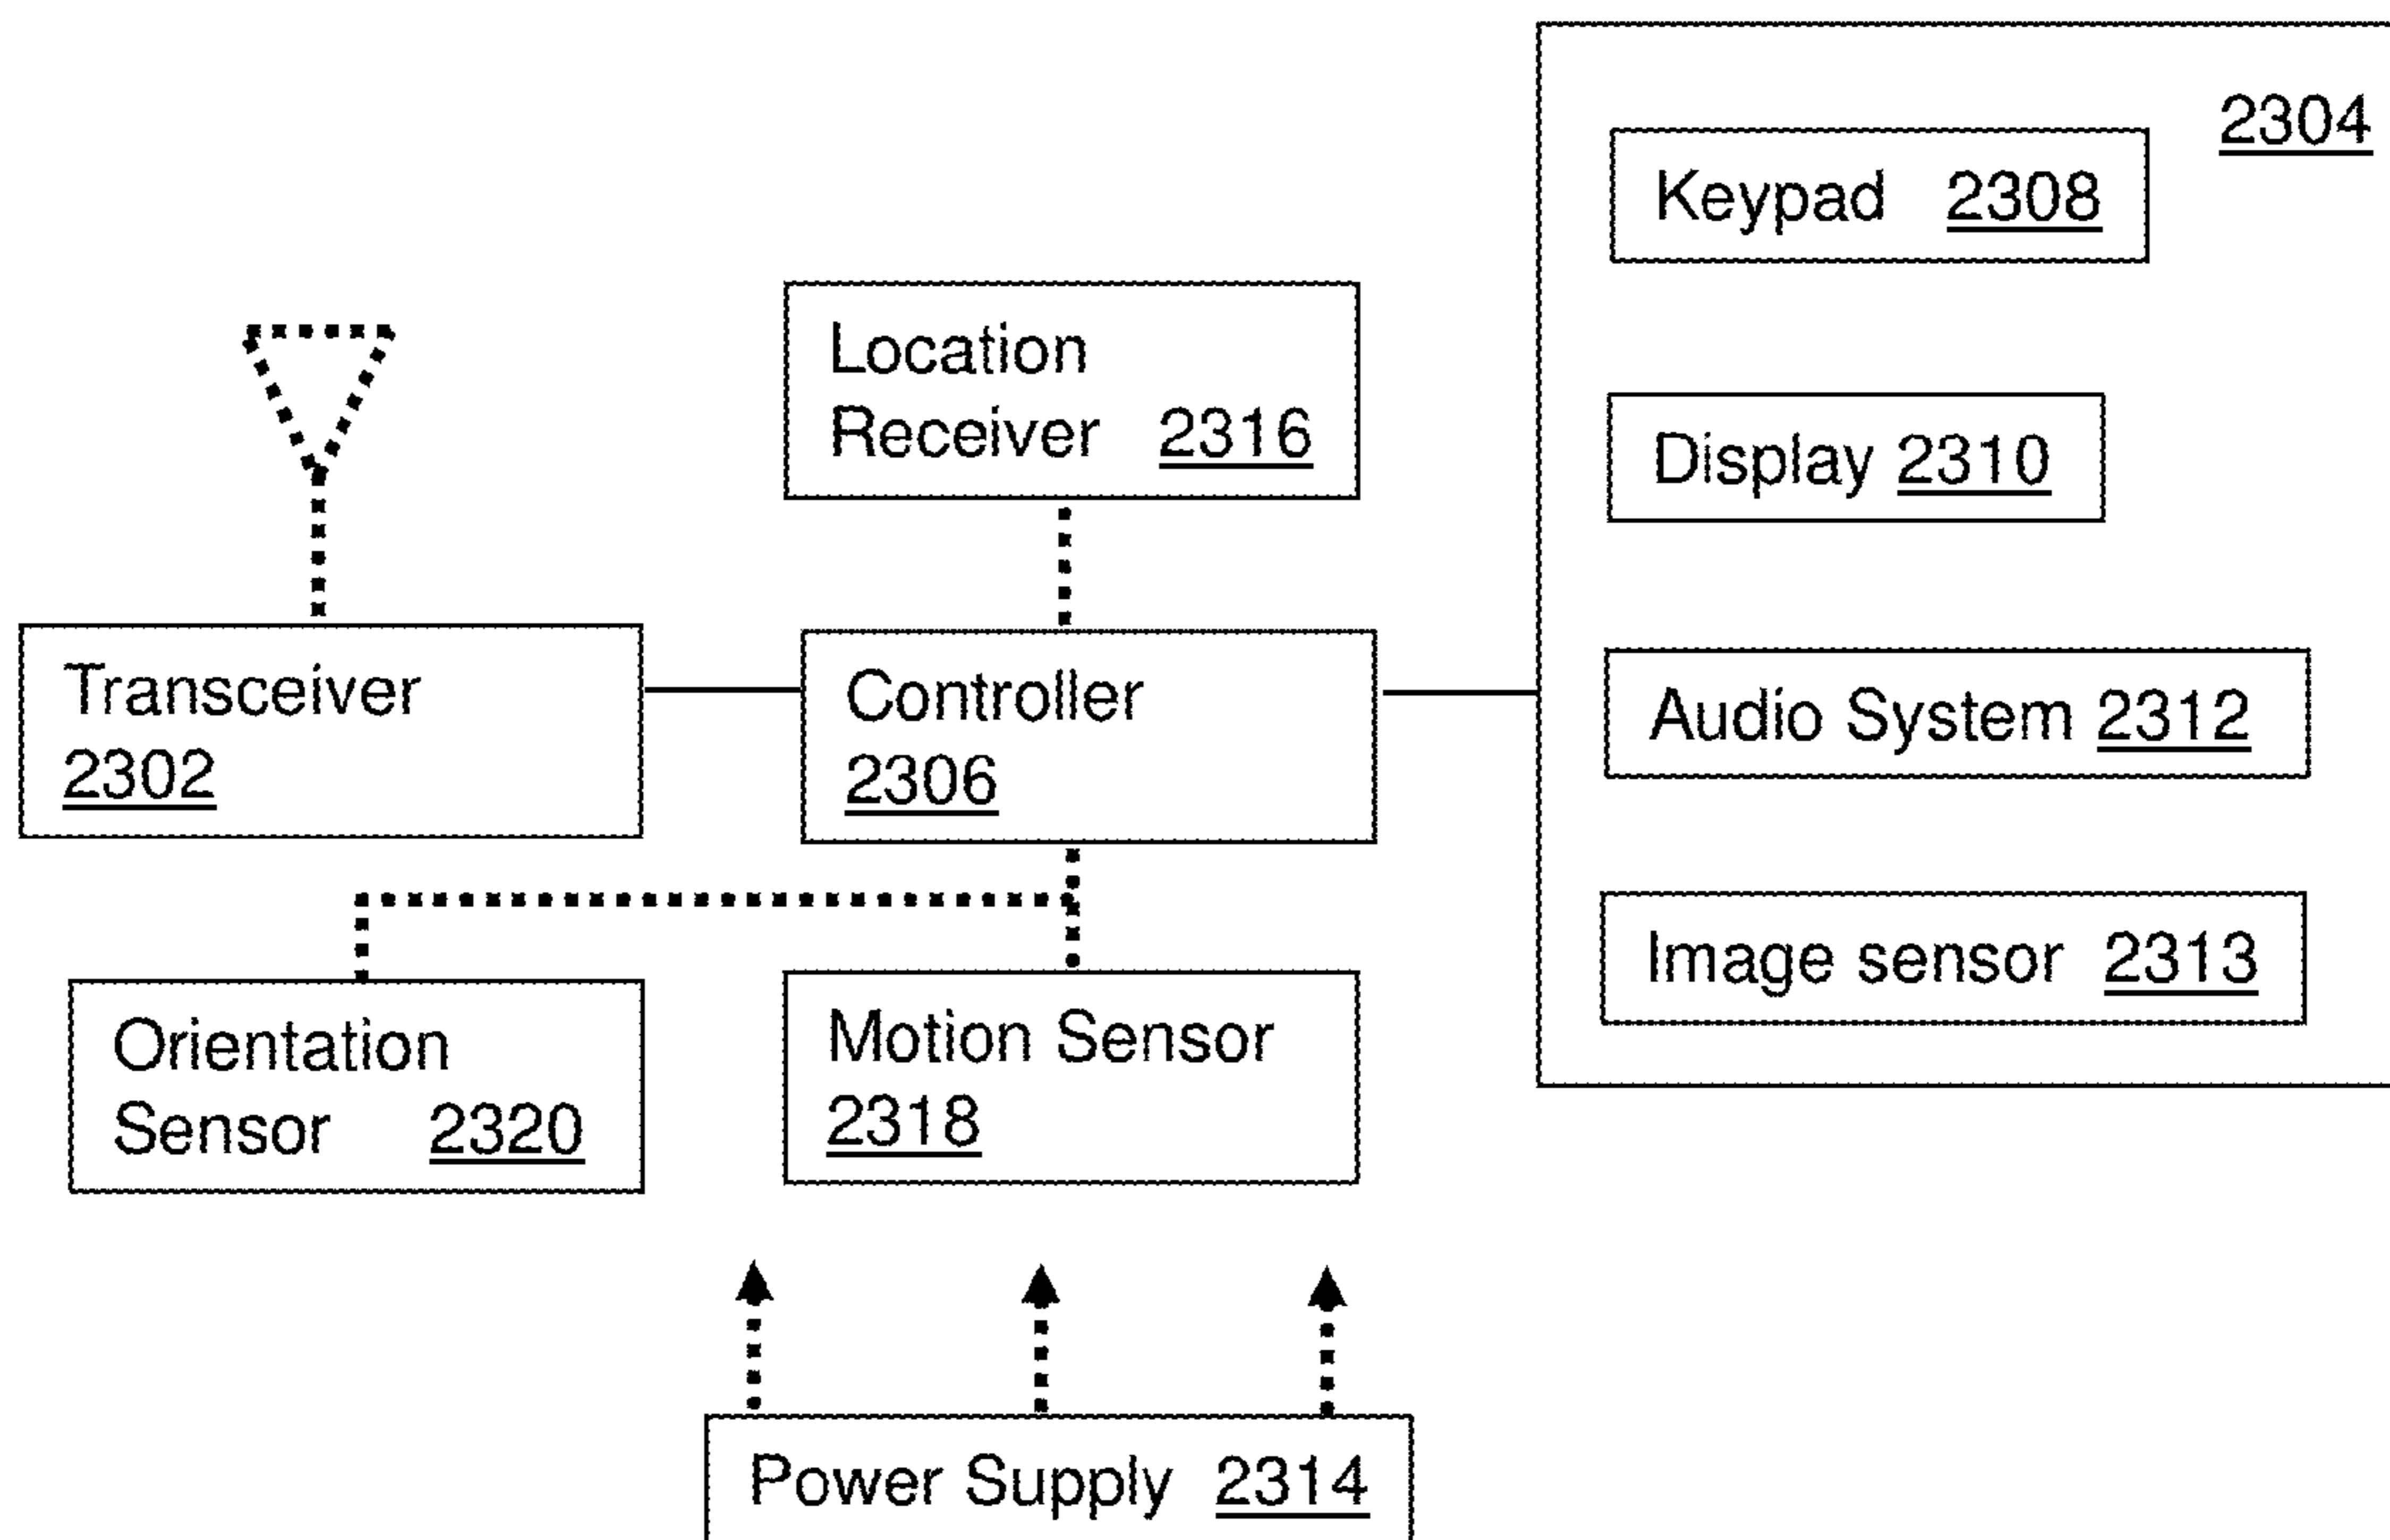 2304
Keypad 2308
Location
Receiver 2316
Display 2310
Transceiver
2302
Controller
2306
Audio System 2312
Image sensor 2313
Orientation
Sensor 2320
Motion Sensor
2318
Power Supply 2314